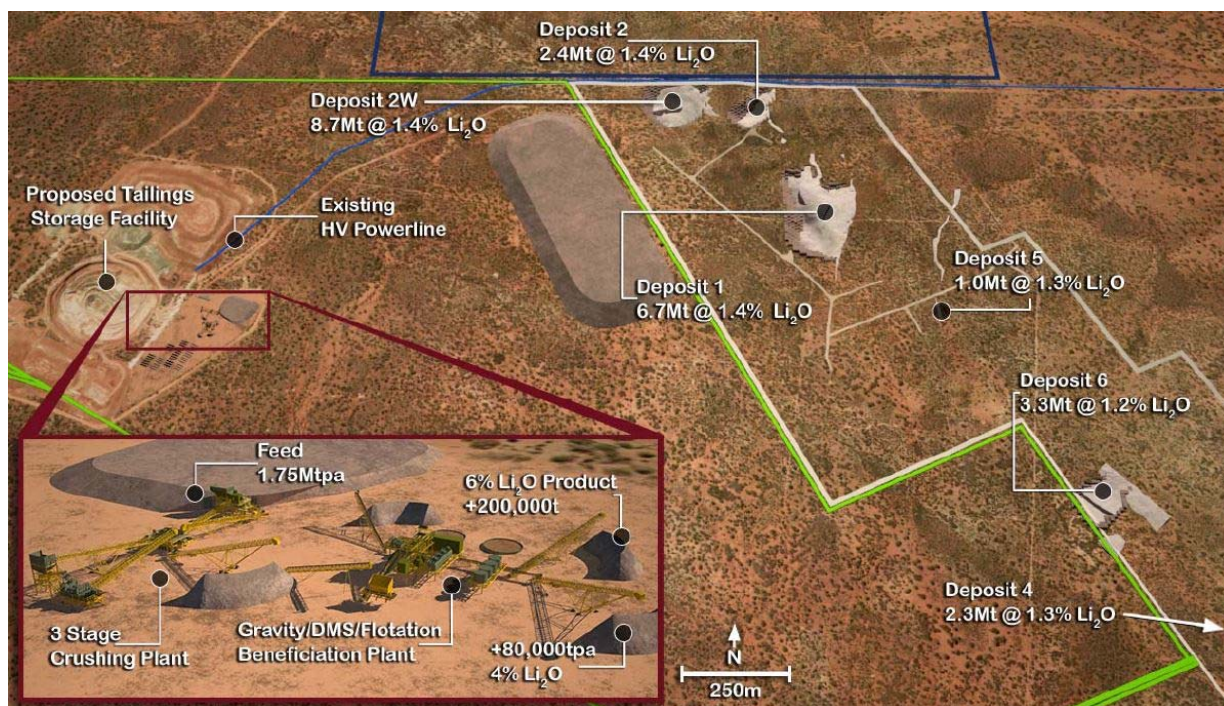 Deposit 2
2.4Mt @ 1.4% Li₂O
Deposit 2W
8.7Mt @ 1.4% Li₂O
Proposed Tailings
Storage Facility
Existing
HV Powerline
Deposit 1
6.7Mt @ 1.4% Li₂O
Deposit 5
1.0Mt @ 1.3% Li₂O
Deposit 6
3.3Mt @ 1.2% Li₂O
Deposit 4
2.3Mt @ 1.3% Li₂O
Feed
1.75Mtpa
6% Li₂O Product
+200,000t
3 Stage
Crushing Plant
Gravity/DMS/Flotation
Beneficiation Plant
+80,000tpa
4% Li₂O
N
250m